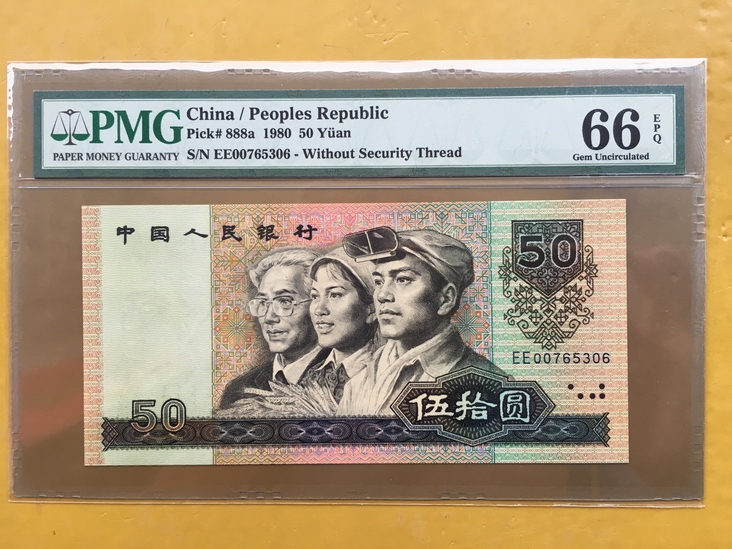 PMG
PAPER MONEY GUARANTY
China / Peoples Republic
Pick# 888a 1980 50 Yüan
S/N EE00765306 - Without Security Thread
66 EPQ
Gem Uncirculated
中国人民银行
50
EE00765306
50
伍拾圆